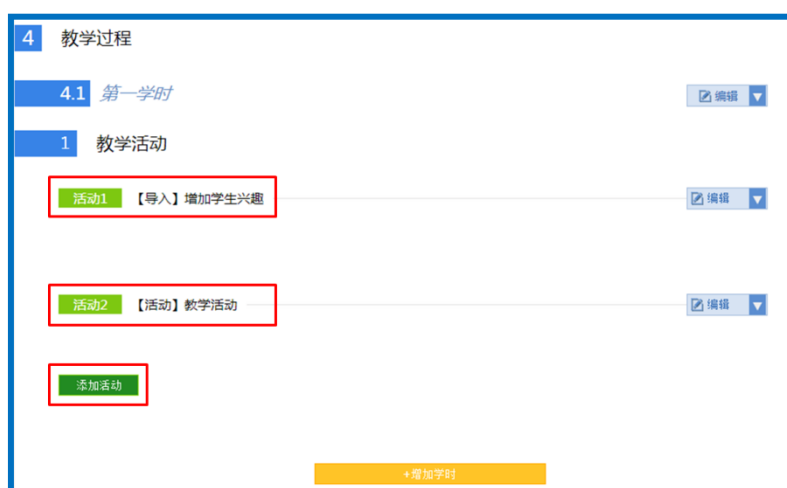 4 教学过程
4.1 第一学时
编辑
1 教学活动
活动1 【导入】增加学生兴趣 编辑
活动2 【活动】教学活动 编辑
添加活动
+增加学时